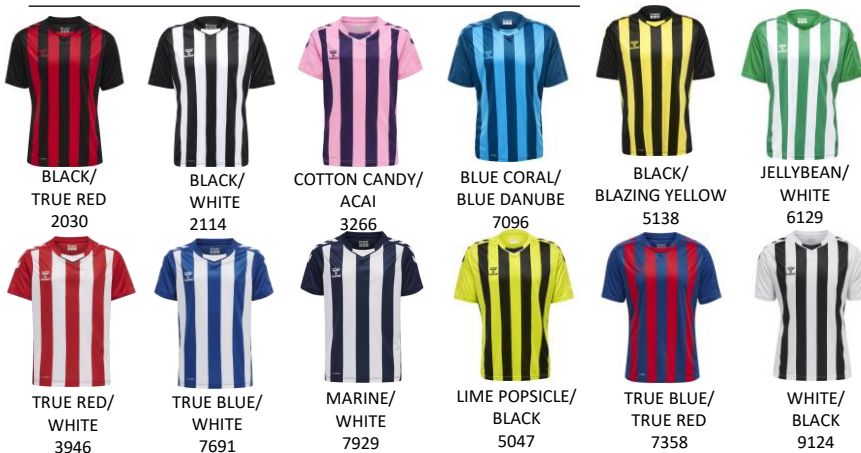 BLACK/
TRUE RED
2030
BLACK/
WHITE
2114
COTTON CANDY/
ACAI
3266
BLUE CORAL/
BLUE DANUBE
7096
BLACK/
BLAZING YELLOW
5138
JELLYBEAN/
WHITE
6129
TRUE RED/
WHITE
3946
TRUE BLUE/
WHITE
7691
MARINE/
WHITE
7929
LIME POPSICLE/
BLACK
5047
TRUE BLUE/
TRUE RED
7358
WHITE/
BLACK
9124